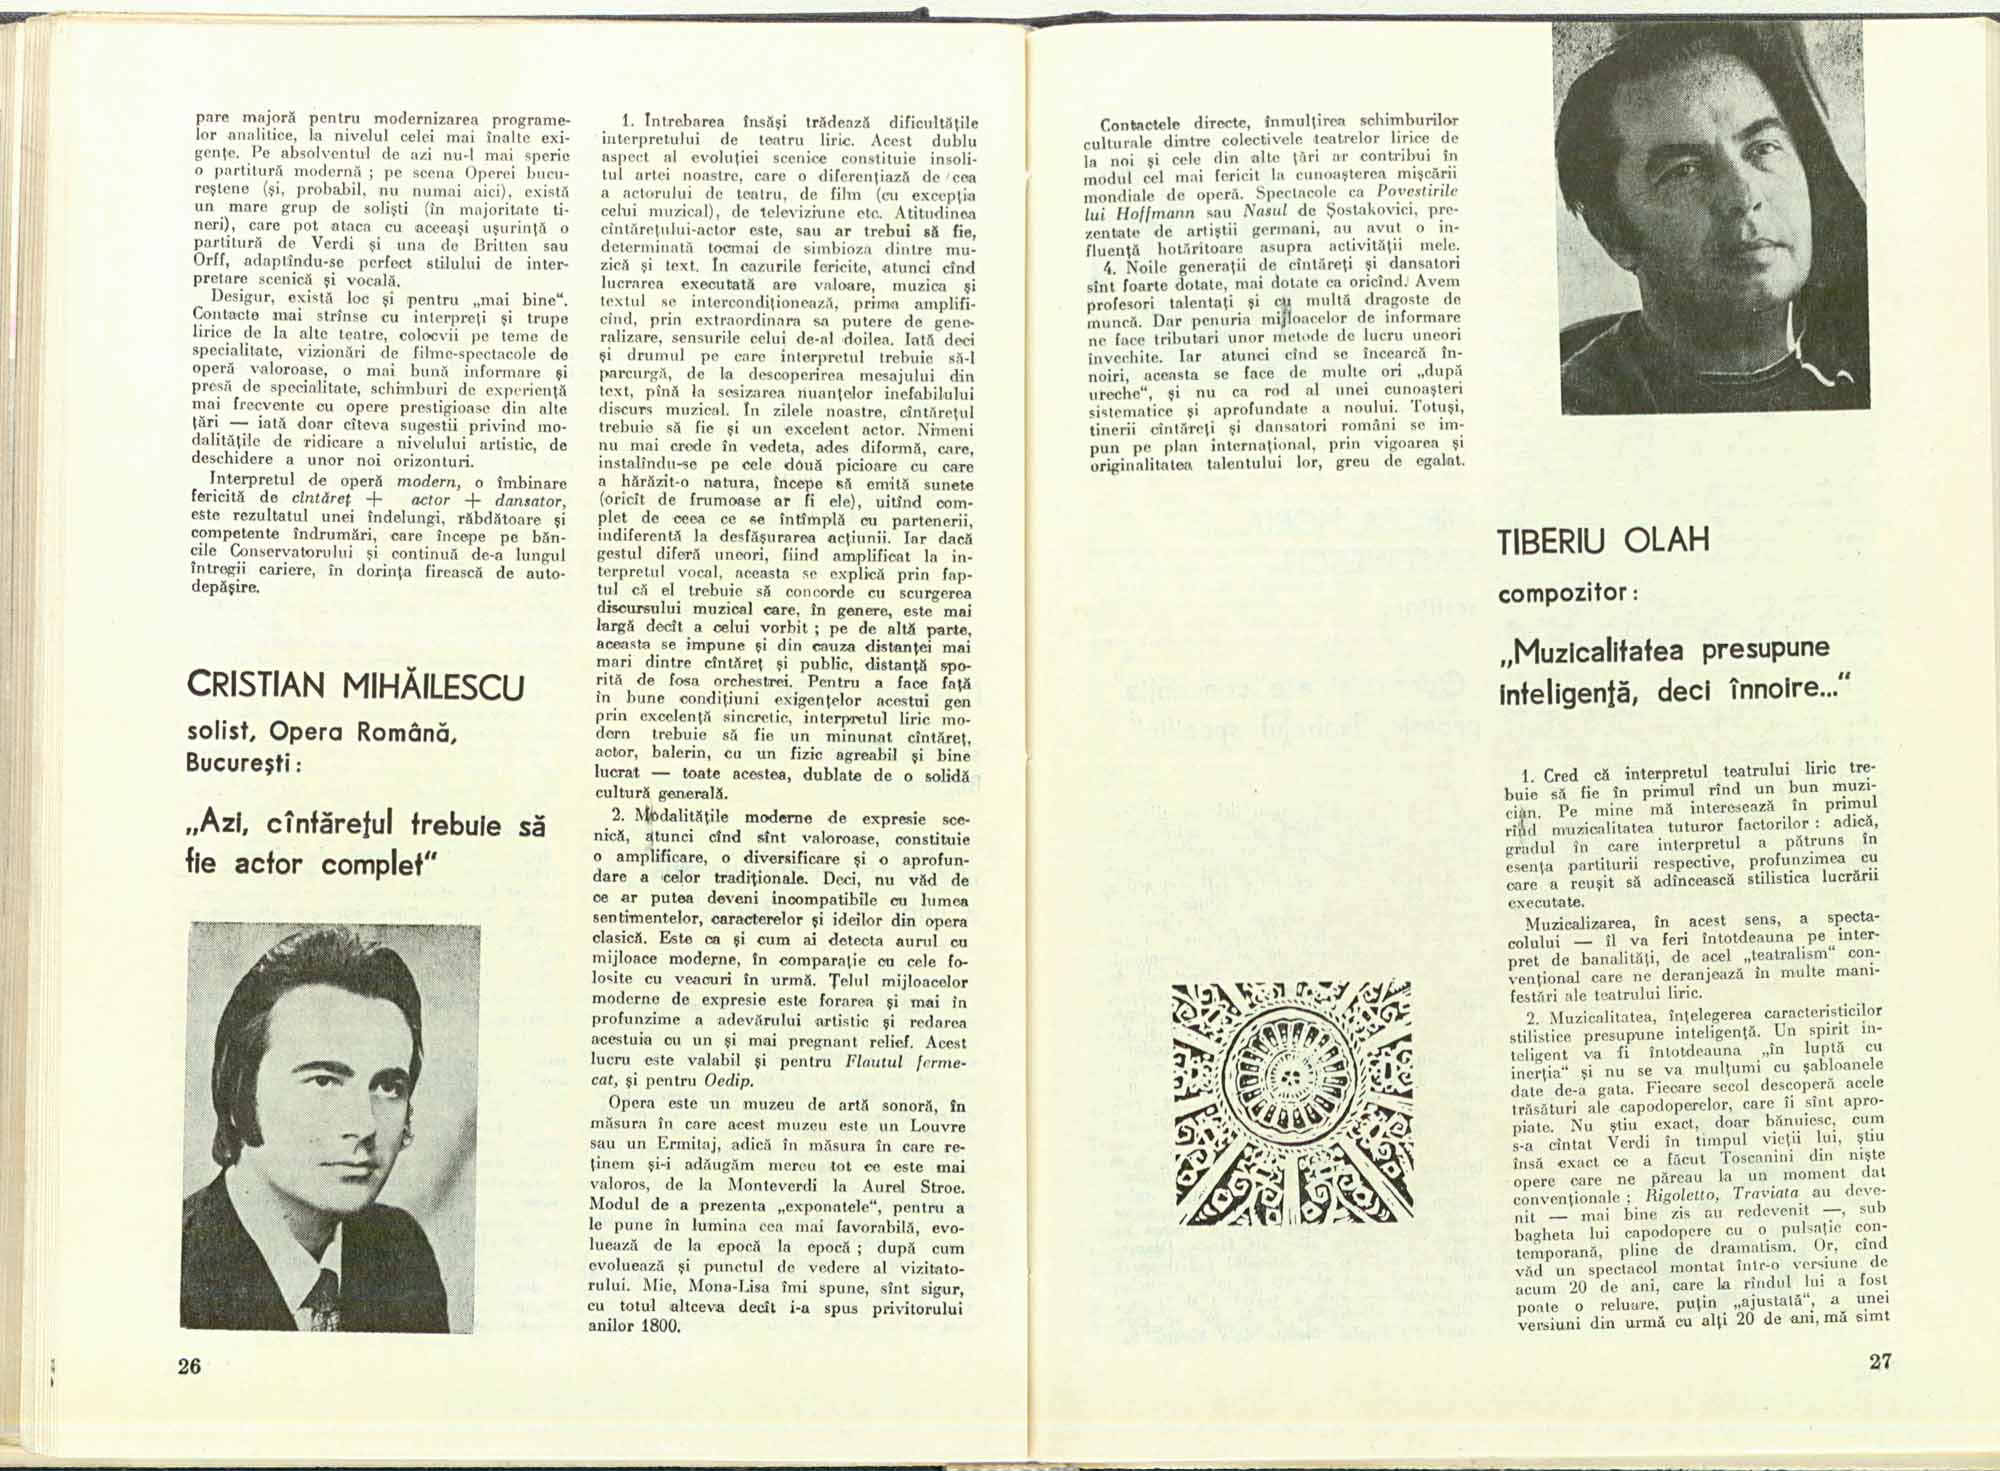 pare majoră pentru modernizarea programe-
lor analitice, la nivelul celei mai înalte exi-
gențe. Pe absolventul de azi nu-l mai sperie
o partitură modernă ; pe scena Operei bucu-
reștene (și, probabil, nu numai aici), există
un mare grup de soliști (în majoritate ti-
neri), care pot ataca cu aceeași ușurință o
partitură de Verdi și una de Britten sau
Orff, adaptîndu-se perfect stilului de inter-
pretare scenică și vocală.
Desigur, există loc și pentru „mai bine“.
Contacte mai strînse cu interpreți și trupe
lirice de la alte teatre, colocvii pe teme de
specialitate, vizionări de filme-spectacole de
operă valoroase, o mai bună informare și
presă de specialitate, schimburi de experiență
mai frecvente cu opere prestigioase din alte
țări — iată doar cîteva sugestii privind mo-
dalitățile de ridicare a nivelului artistic, de
deschidere a unor noi orizonturi.
Interpretul de operă modern, o îmbinare
fericită de cîntăreț + actor + dansator,
este rezultatul unei îndelungi, răbdătoare și
competente îndrumări, care începe pe băn-
cile Conservatorului și continuă de-a lungul
întregii cariere, în dorința firească de auto-
depășire.
CRISTIAN MIHĂILESCU
solist, Opera Română,
București :
„Azi, cîntărețul trebuie să
fie actor complet“
26
1. Întrebarea însăși trădează dificultățile
interpretului de teatru liric. Acest dublu
aspect al evoluției scenice constituie insoli-
tul artei noastre, care o diferențiază de cea
a actorului de teatru, de film (cu excepția
celui muzical), de televiziune etc. Atitudinea
cîntărețului-actor este, sau ar trebui să fie,
determinată tocmai de simbioza dintre mu-
zică și text. În cazurile fericite, atunci cînd
lucrarea executată are valoare, muzica și
textul se intercondiționează, prima amplifi-
cînd, prin extraordinara sa putere de gene-
ralizare, sensurile celui de-al doilea. Iată deci
și drumul pe care interpretul trebuie să-l
parcurgă, de la descoperirea mesajului din
text, pînă la sesizarea nuanțelor inefabilului
discurs muzical. În zilele noastre, cîntărețul
trebuie să fie și un excelent actor. Nimeni
nu mai crede în vedeta, ades diformă, care,
instalîndu-se pe cele două picioare cu care
a hărăzit-o natura, începe să emită sunete
(oricît de frumoase ar fi ele), uitînd com-
plet de ceea ce se întîmplă cu partenerii,
indiferentă la desfășurarea acțiunii. Iar dacă
gestul diferă uneori, fiind amplificat la in-
terpretul vocal, aceasta se explică prin fap-
tul că el trebuie să concorde cu scurgerea
discursului muzical care, în genere, este mai
largă decît a celui vorbit ; pe de altă parte,
aceasta se impune și din cauza distanței mai
mari dintre cîntăreț și public, distanță spo-
rită de fosa orchestrei. Pentru a face față
în bune condițiuni exigențelor acestui gen
prin excelență sincretic, interpretul liric mo-
dern trebuie să fie un minunat cîntăreț,
actor, balerin, cu un fizic agreabil și bine
lucrat — toate acestea, dublate de o solidă
cultură generală.
2. Modalitățile moderne de expresie sce-
nică, atunci cînd sînt valoroase, constituie
o amplificare, o diversificare și o aprofun-
dare a celor tradiționale. Deci, nu văd de
ce ar putea deveni incompatibile cu lumea
sentimentelor, caracterelor și ideilor din opera
clasică. Este ca și cum ai detecta aurul cu
mijloace moderne, în comparație cu cele fo-
losite cu veacuri în urmă. Țelul mijloacelor
moderne de expresie este forarea și mai în
profunzime a adevărului artistic și redarea
acestuia cu un și mai pregnant relief. Acest
lucru este valabil și pentru Flautul ferme-
cat, și pentru Oedip.
Opera este un muzeu de artă sonoră, în
măsura în care acest muzeu este un Louvre
sau un Ermitaj, adică în măsura în care re-
ținem și-i adăugăm mereu tot ce este mai
valoros, de la Monteverdi la Aurel Stroe.
Modul de a prezenta „exponatele“, pentru a
le pune în lumina cea mai favorabilă, evo-
luează de la epocă la epocă ; după cum
evoluează și punctul de vedere al vizitato-
rului. Mie, Mona-Lisa îmi spune, sînt sigur,
cu totul altceva decît i-a spus privitorului
anilor 1800.
Contactele directe, înmulțirea schimburilor
culturale dintre colectivele teatrelor lirice de
la noi și cele din alte țări ar contribui în
modul cel mai fericit la cunoașterea mișcării
mondiale de operă. Spectacole ca Povestirile
lui Hoffmann sau Nasul de Șostakovici, pre-
zentate de artiștii germani, au avut o in-
fluență hotărîtoare asupra activității mele.
4. Noile generații de cîntăreți și dansatori
sînt foarte dotate, mai dotate ca oricînd. Avem
profesori talentați și cu multă dragoste de
muncă. Dar penuria mijloacelor de informare
ne face tributari unor metode de lucru uneori
învechite. Iar atunci cînd se încearcă în-
noiri, aceasta se face de multe ori „după
ureche“, și nu ca rod al unei cunoașteri
sistematice și aprofundate a noului. Totuși,
tinerii cîntăreți și dansatori români se im-
pun pe plan internațional, prin vigoarea și
originalitatea talentului lor, greu de egalat.
TIBERIU OLAH
compozitor :
„Muzicalitatea presupune
inteligență, deci înnoire...“
1. Cred că interpretul teatrului liric tre-
buie să fie în primul rînd un bun muzi-
cian. Pe mine mă interesează în primul
rînd muzicalitatea tuturor factorilor : adică,
gradul în care interpretul a pătruns în
esența partiturii respective, profunzimea cu
care a reușit să adîncească stilistica lucrării
executate.
Muzicalizarea, în acest sens, a specta-
colului — îl va feri întotdeauna pe inter-
pret de banalități, de acel „teatralism“ con-
vențional care ne deranjează în multe mani-
festări ale teatrului liric.
2. Muzicalitatea, înțelegerea caracteristicilor
stilistice presupune inteligență. Un spirit in-
teligent va fi întotdeauna „în luptă cu
inerția“ și nu se va mulțumi cu șabloanele
date de-a gata. Fiecare secol descoperă acele
trăsături ale capodoperelor, care îi sînt apro-
piate. Nu știu exact, doar bănuiesc, cum
s-a cîntat Verdi în timpul vieții lui, știu
însă exact ce a făcut Toscanini din niște
opere care ne păreau la un moment dat
convenționale ; Rigoletto, Traviata au deve-
nit — mai bine zis au redevenit —, sub
bagheta lui capodopere cu o pulsație con-
temporană, pline de dramatism. Or, cînd
văd un spectacol montat într-o versiune de
acum 20 de ani, care la rîndul lui a fost
poate o reluare, puțin „ajustată“, a unei
versiuni din urmă cu alți 20 de ani, mă simt
27